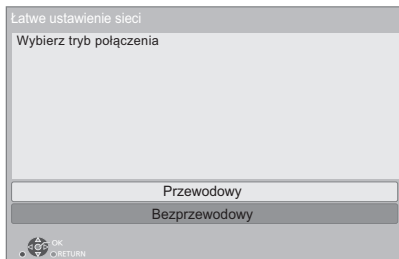 Łatwe ustawienie sieci
Wybierz tryb połączenia
Przewodowy
Bezprzewodowy
OK
RETURN